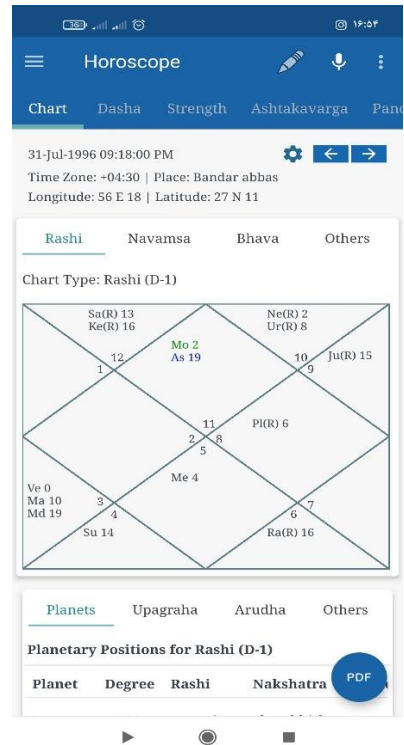 36
۱۶:۵۴
Horoscope
Chart Dasha Strength Ashtakavarga Panc
31-Jul-1996 09:18:00 PM
Time Zone: +04:30 | Place: Bandar abbas
Longitude: 56 E 18 | Latitude: 27 N 11
Rashi Navamsa Bhava Others
Chart Type: Rashi (D-1)
Sa(R) 13 Ne(R) 2
Ke(R) 16 Ur(R) 8
Mo 2
12 As 19 10 Ju(R) 15
1 9
11 Pl(R) 6
2 8
5
Me 4
Ve 0
Ma 10 3 7
Md 19 4 6
Su 14 Ra(R) 16
Planets Upagraha Arudha Others
Planetary Positions for Rashi (D-1)
Planet Degree Rashi Nakshatra
PDF